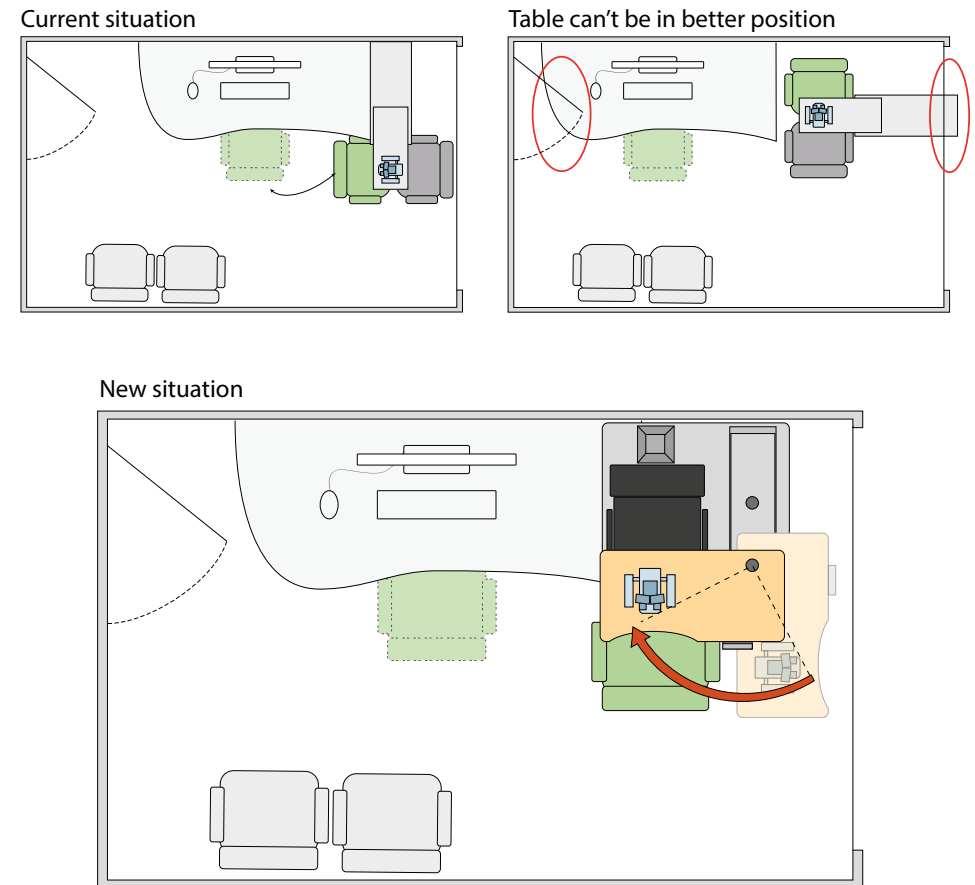 Current situation
Table can’t be in better position
New situation